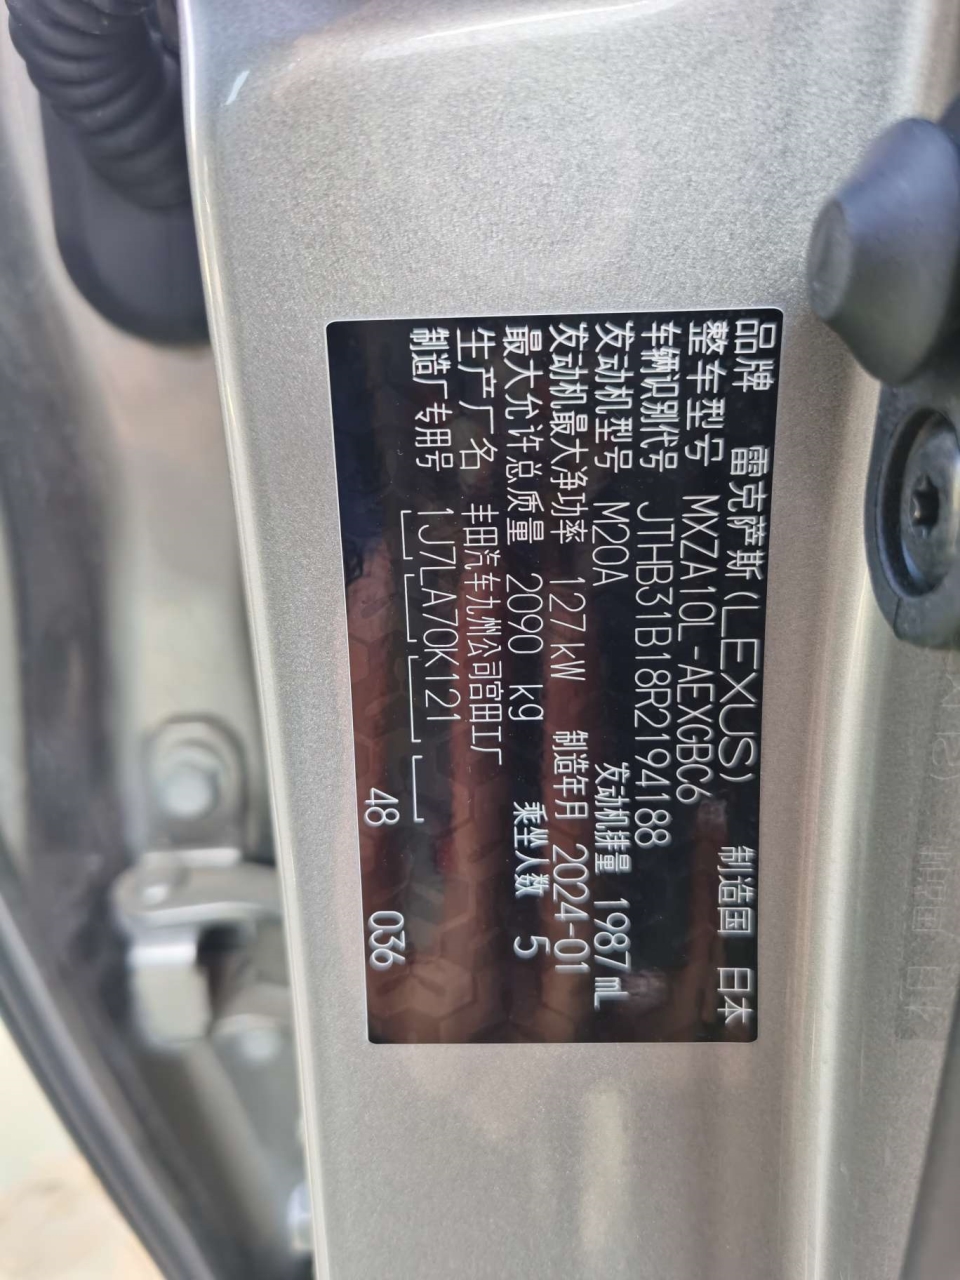 品牌 雷克萨斯(LEXUS) 制造国 日本
整车型号 MXZA10L-AEXGBC6
车辆识别代号 JTHB31B18R2194188
发动机型号 M20A 发动机排量 1987 mL
发动机最大净功率 127 kW 制造年月 2024-01
最大允许总质量 2090 kg 乘坐人数 5
生产厂名 丰田汽车九州公司宫田工厂
制造厂专用号 1J7LA70K121
48 036